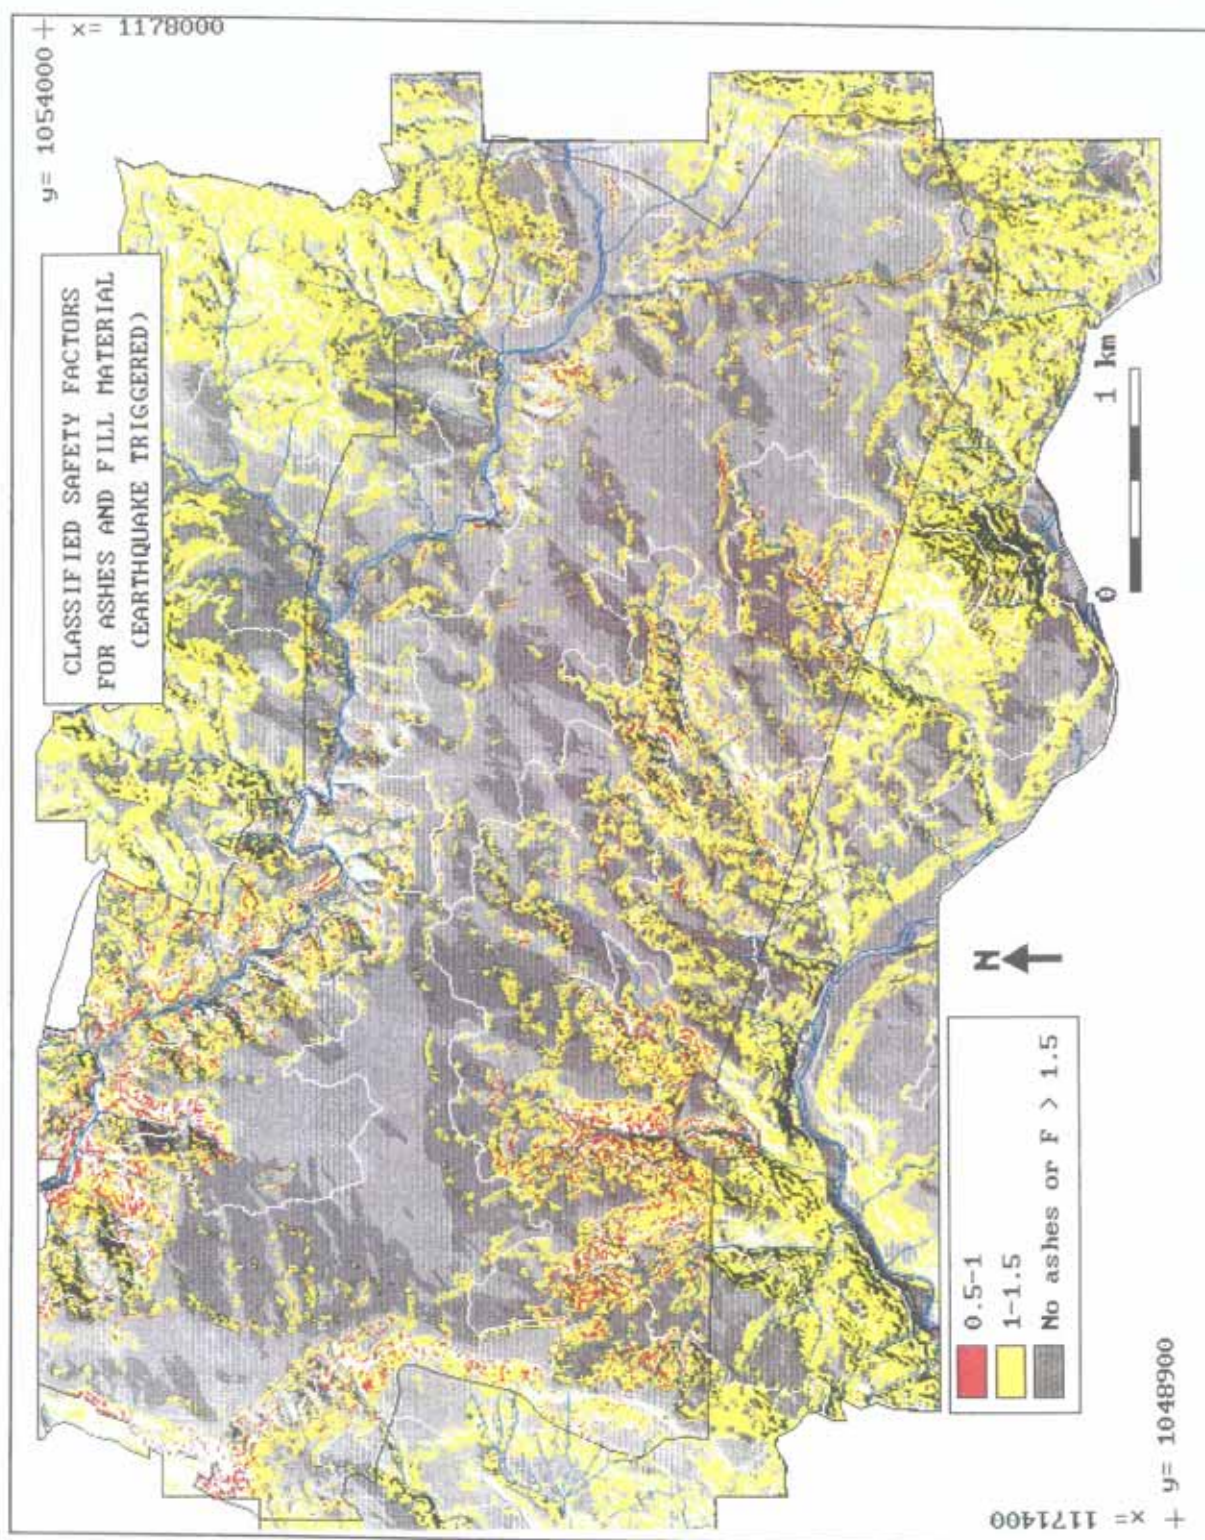 y= 1054000
x= 1178000
CLASSIFIED SAFETY FACTORS
FOR ASHES AND FILL MATERIAL
(EARTHQUAKE TRIGGERED)
0
1 km
N
0.5-1
1-1.5
No ashes or F > 1.5
x= 1171400
y= 1048900